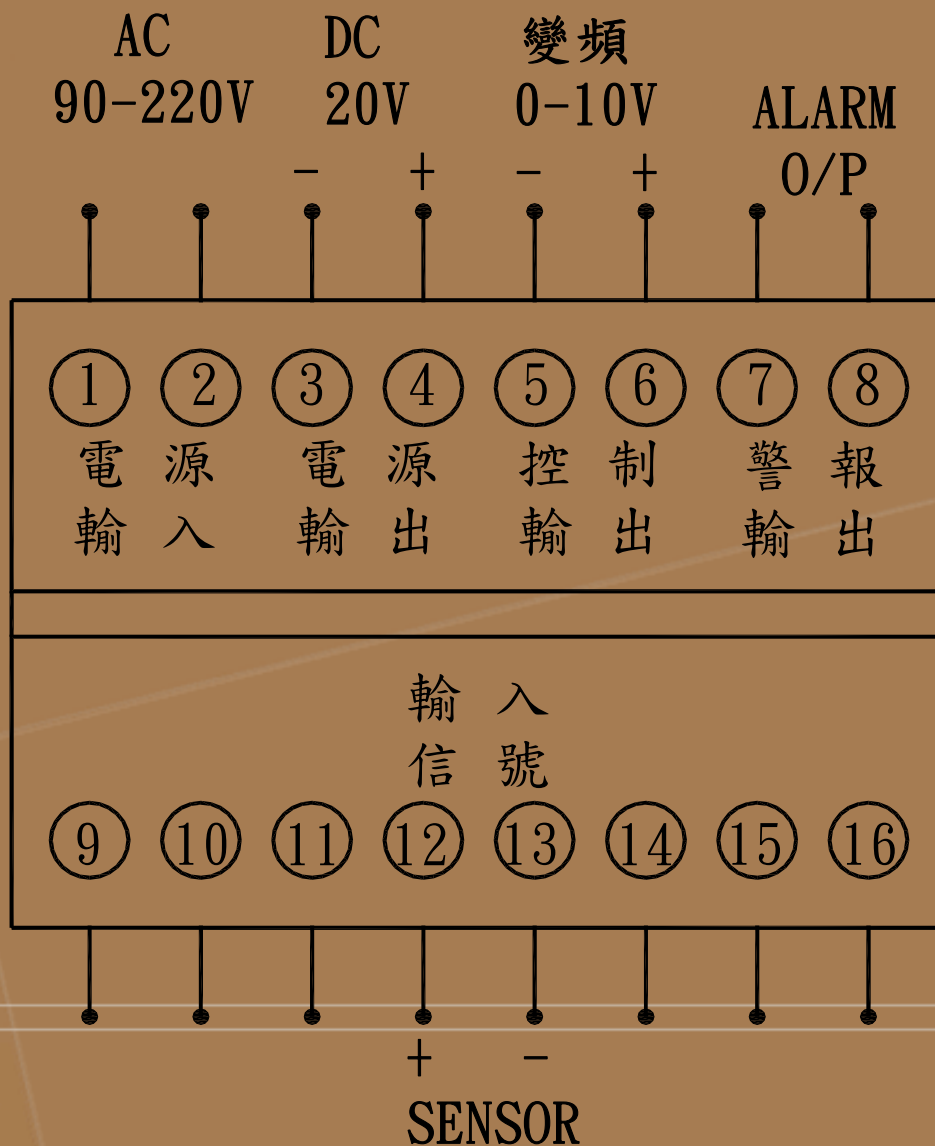 AC DC 變頻
90-220V 20V 0-10V ALARM
- + - + O/P
1 2 3 4 5 6 7 8
電 源 電 源 控 制 警 報
輸 入 輸 出 輸 出 輸 出
輸 入
信 號
9 10 11 12 13 14 15 16
+ -
SENSOR